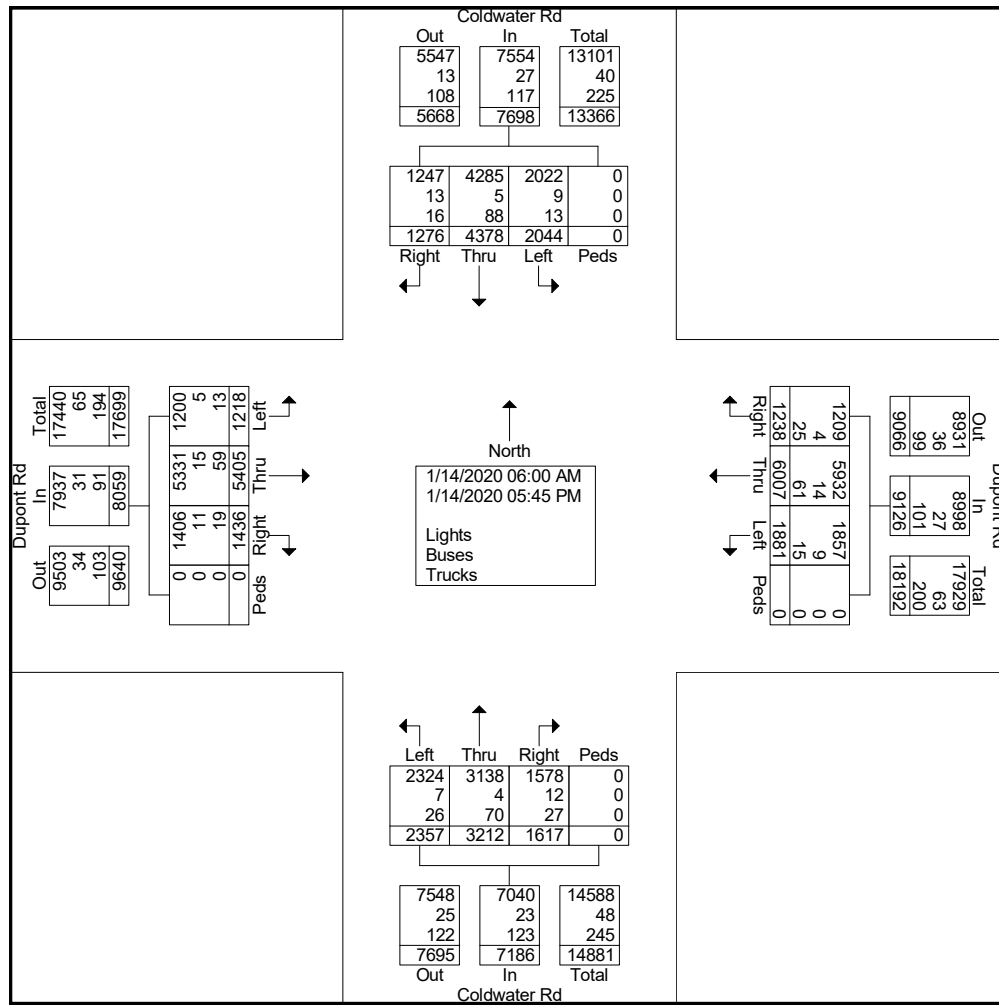 Coldwater Rd
Out In Total
5547 7554 13101
13 27 40
108 117 225
5668 7698 13366
1247 4285 2022 0
13 5 9 0
16 88 13 0
1276 4378 2044 0
Right Thru Left Peds
Dupont Rd
Total In Out
17440 7937 9503
65 31 34
194 91 103
17699 8059 9640
1200 5331 1406 0
5 15 11 0
13 59 19 0
1218 5405 1436 0
Left Thru Right Peds
North
1/14/2020 06:00 AM
1/14/2020 05:45 PM
Lights
Buses
Trucks
Right Thru Left Peds
1209 5932 1857 0
4 14 9 0
25 61 15 0
1238 6007 1881 0
Out In Total
8931 8998 17929
36 27 63
99 101 200
9066 9126 18192
Dupont Rd
Left Thru Right Peds
2324 3138 1578 0
7 4 12 0
26 70 27 0
2357 3212 1617 0
7548 7040 14588
25 23 48
122 123 245
7695 7186 14881
Out In Total
Coldwater Rd